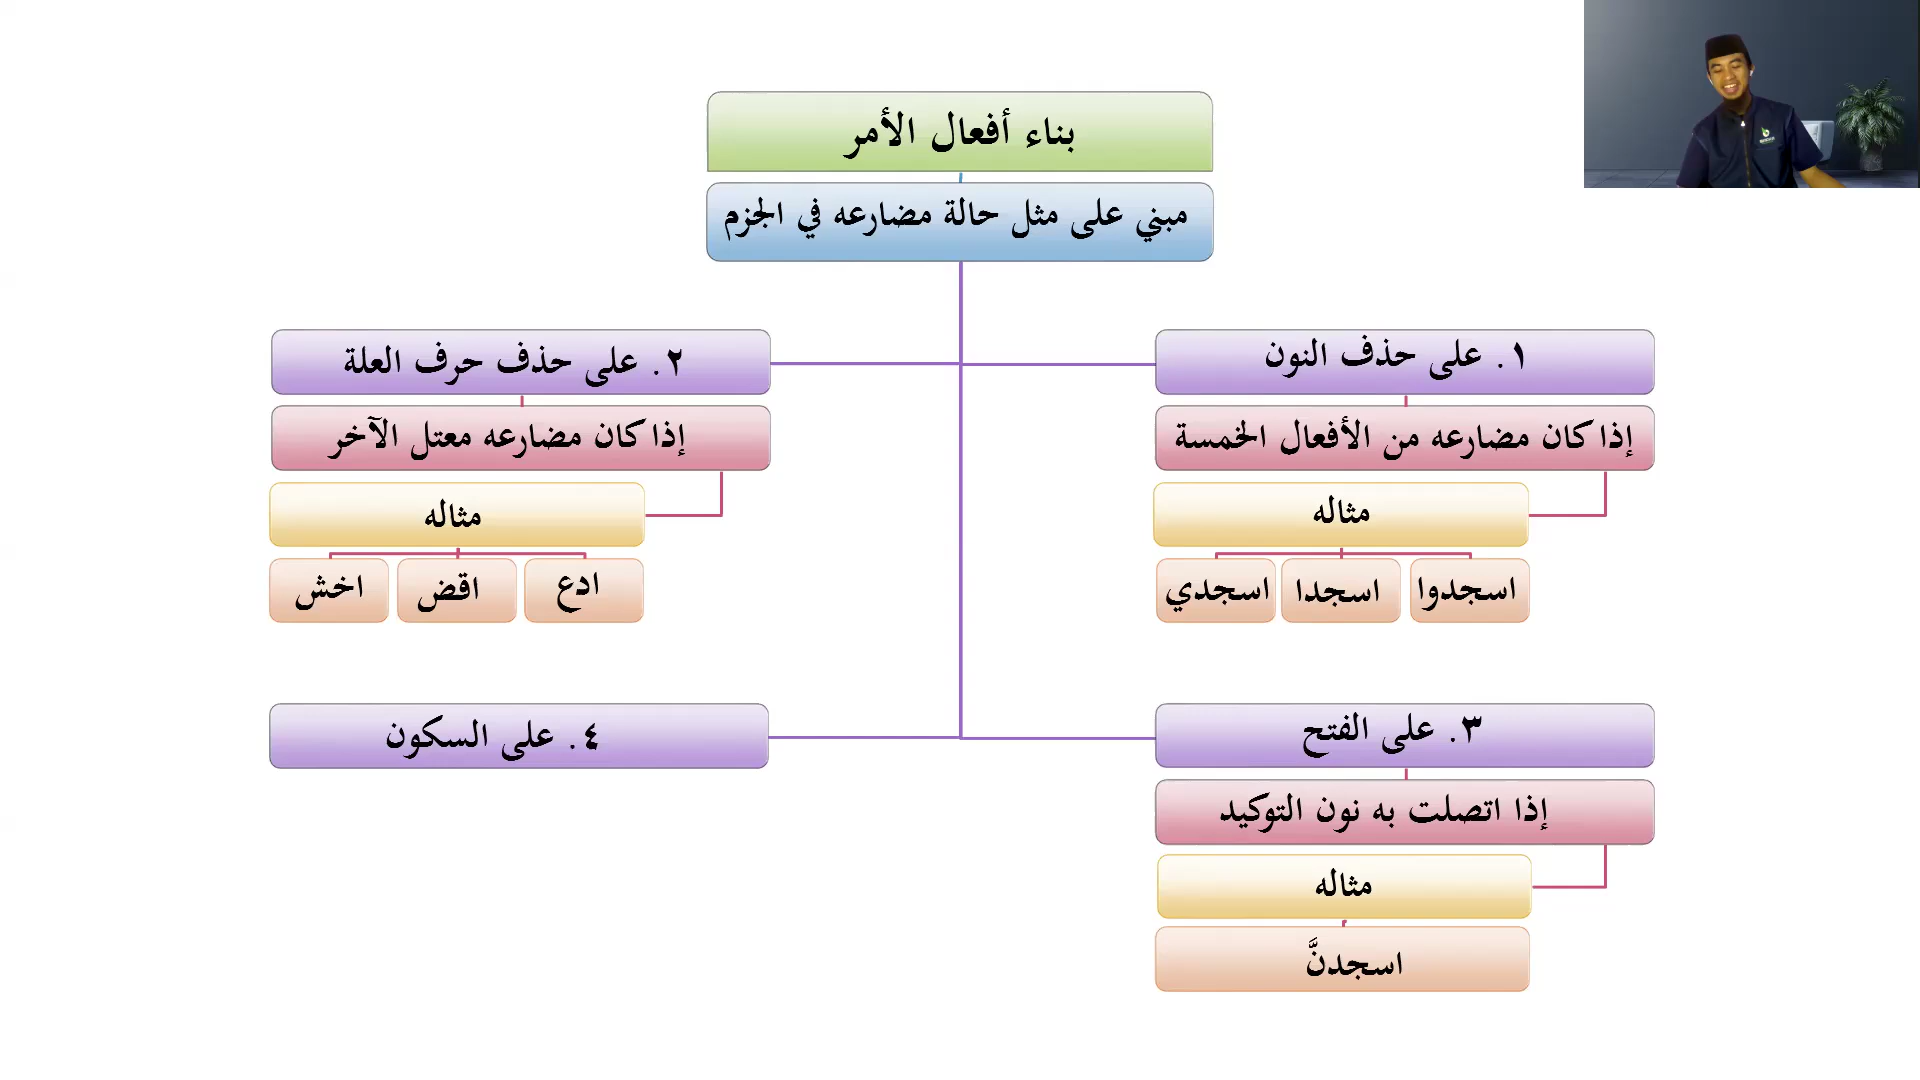 بناء أفعال الأمر
مبني على مثل حالة مضارعه في الجزم
١. على حذف النون
إذا كان مضارعه من الأفعال الخمسة
مثاله
اسجدوا
اسجدا
اسجدي
٢. على حذف حرف العلة
إذا كان مضارعه معتل الآخر
مثاله
ادع
اقض
اخش
٣. على الفتح
إذا اتصلت به نون التوكيد
مثاله
اسجدنَّ
٤. على السكون